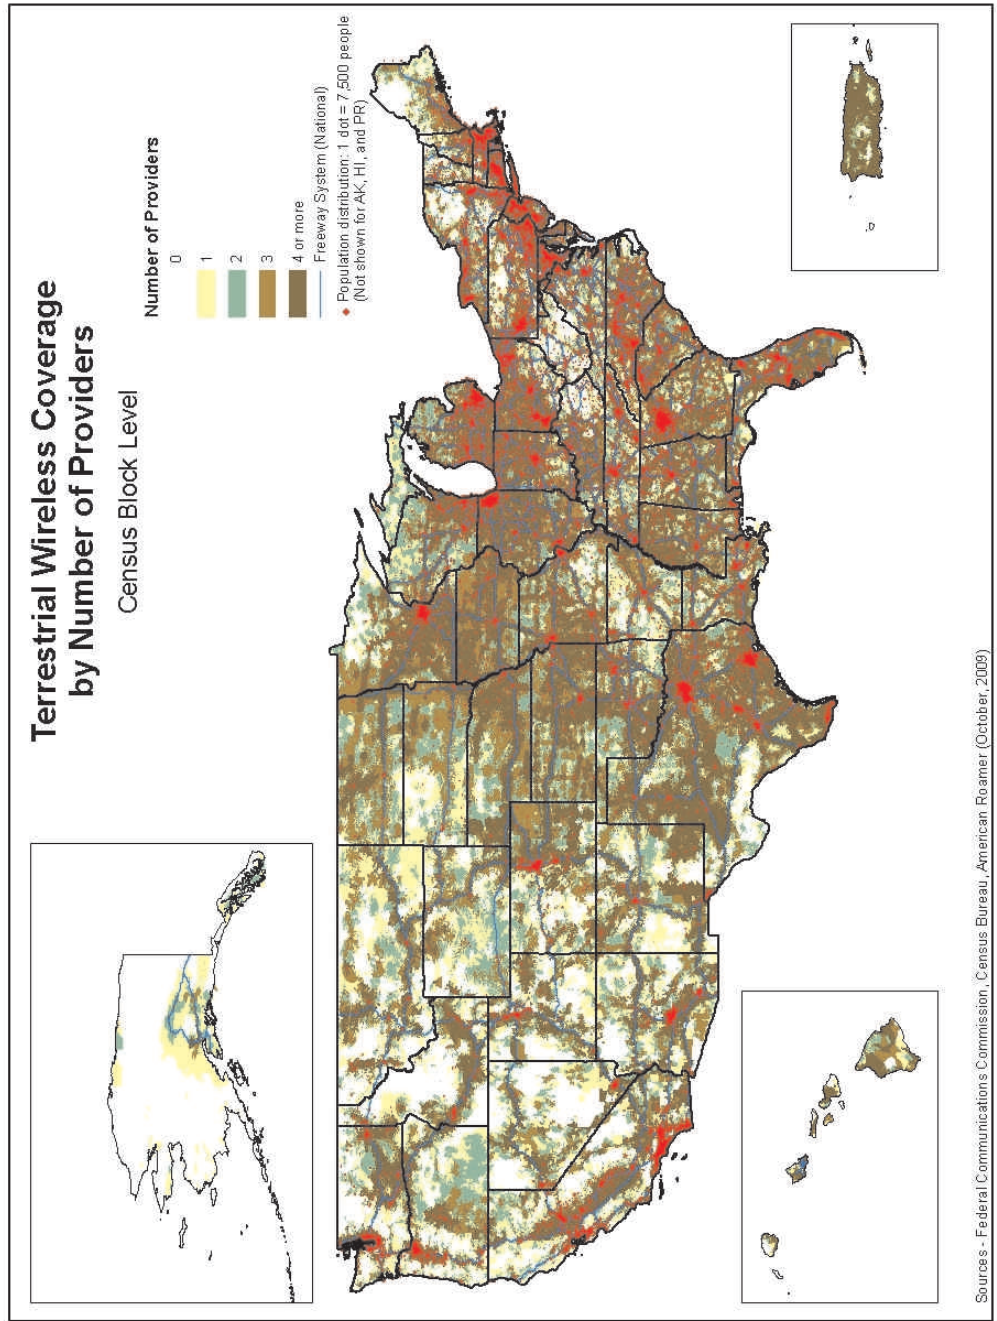 Terrestrial Wireless Coverage
by Number of Providers
Census Block Level
Number of Providers
0
1
2
3
4 or more
Freeway System (National)
Population distribution: 1 dot = 7,500 people
(Not shown for AK, HI, and PR)
Sources - Federal Communications Commission, Census Bureau, American Roamer (October, 2009)